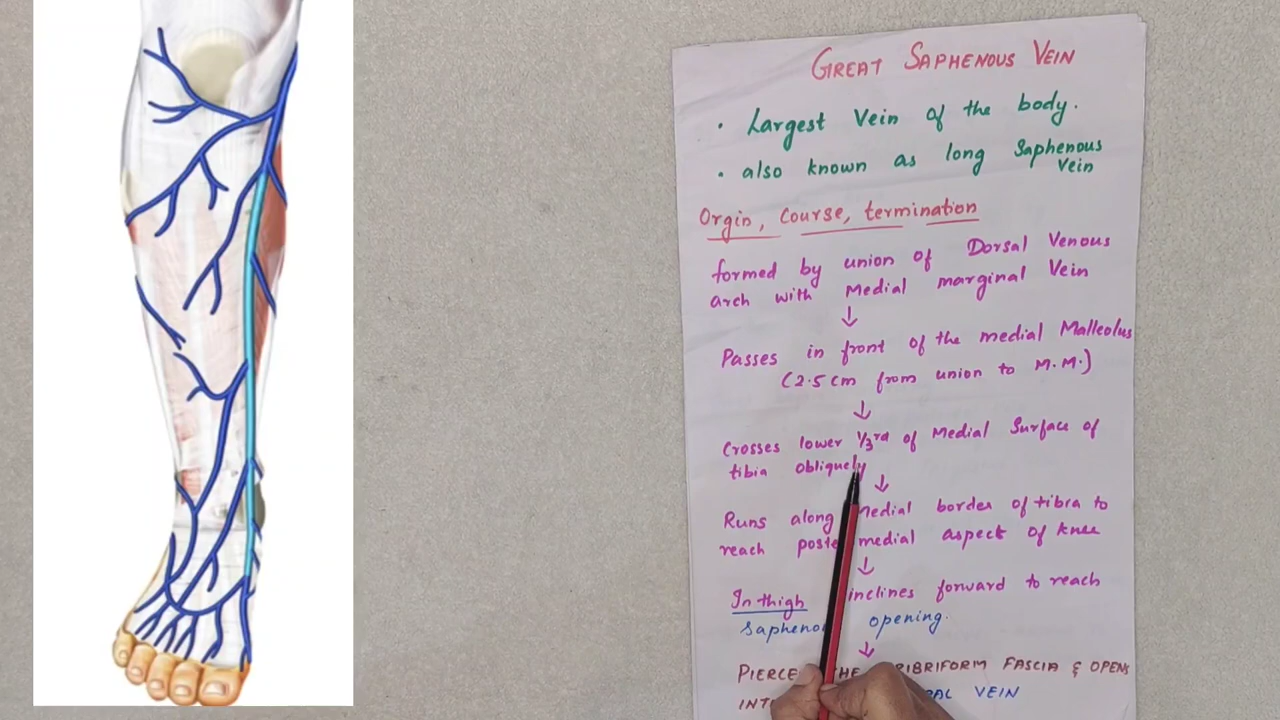 GREAT SAPHENOUS VEIN
· Largest Vein of the body.
· also known as long Saphenous
Vein
Orgin, Course, termination
formed by union of Dorsal Venous
arch with Medial marginal Vein
↓
Passes in front of the medial Malleolus
(2.5 cm from union to M.M.)
↓
Crosses lower 1/3rd of Medial Surface of
tibia obliquely
↓
Runs along Medial border of tibia to
reach medial aspect of knee
↓
In thigh inclines forward to reach
opening.
↓
FASCIA & OPENS
VEIN